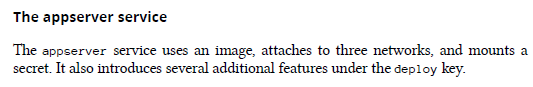 The appserver service
The appserver service uses an image, attaches to three networks, and mounts a
secret. It also introduces several additional features under the deploy key.